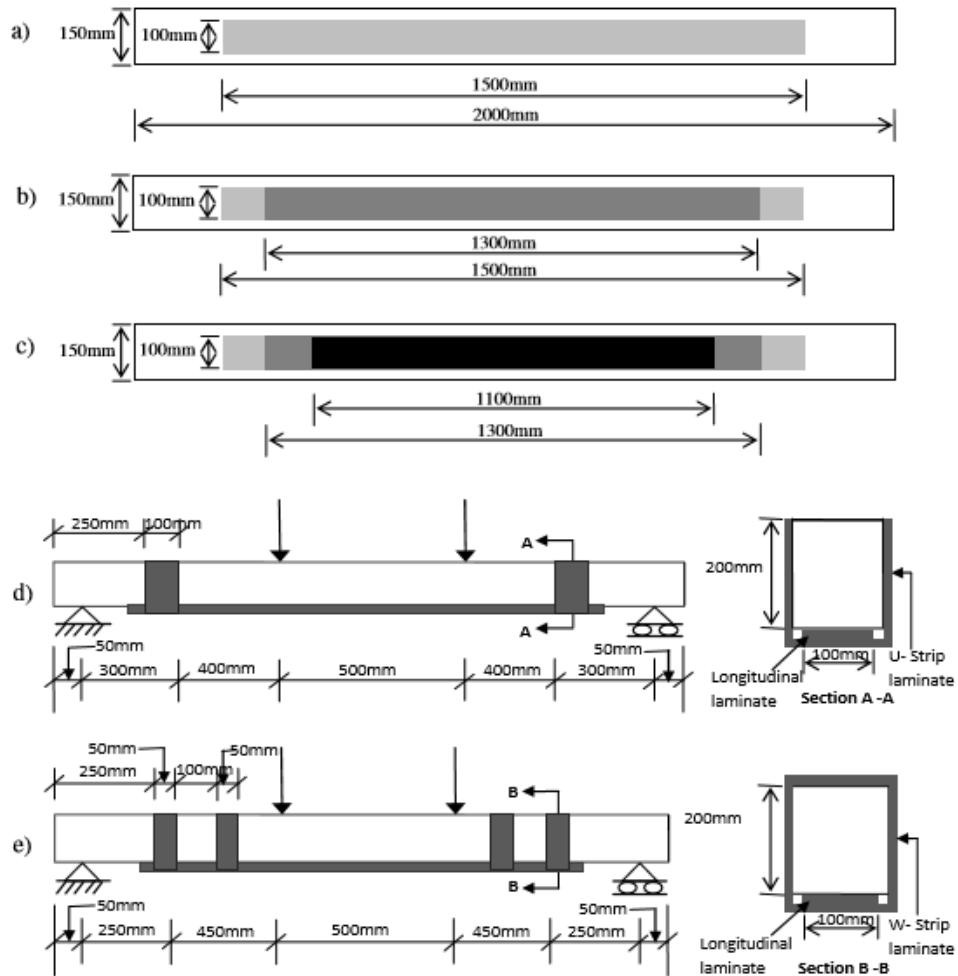 a)
150mm
100mm
1500mm
2000mm
b)
150mm
100mm
1300mm
1500mm
c)
150mm
100mm
1100mm
1300mm
d)
250mm
100mm
A
A
50mm
300mm
400mm
500mm
400mm
300mm
50mm
200mm
100mm
Longitudinal
laminate
U- Strip
laminate
Section A -A
e)
50mm
50mm
250mm
100mm
B
B
50mm
250mm
450mm
500mm
450mm
250mm
50mm
200mm
100mm
Longitudinal
laminate
W- Strip
laminate
Section B -B